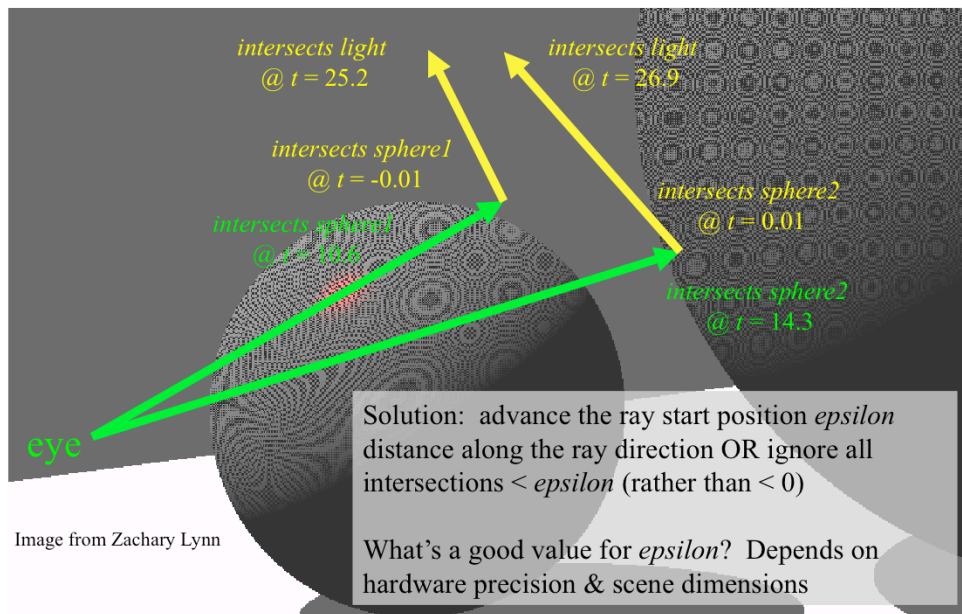 intersects light
@ t = 25.2
intersects light
@ t = 26.9
intersects sphere1
@ t = -0.01
intersects sphere2
@ t = 0.01
intersects sphere1
@ t = 10.6
intersects sphere2
@ t = 14.3
eye
Solution:  advance the ray start position epsilon
distance along the ray direction OR ignore all
intersections < epsilon (rather than < 0)
Image from Zachary Lynn
What’s a good value for epsilon?  Depends on
hardware precision & scene dimensions